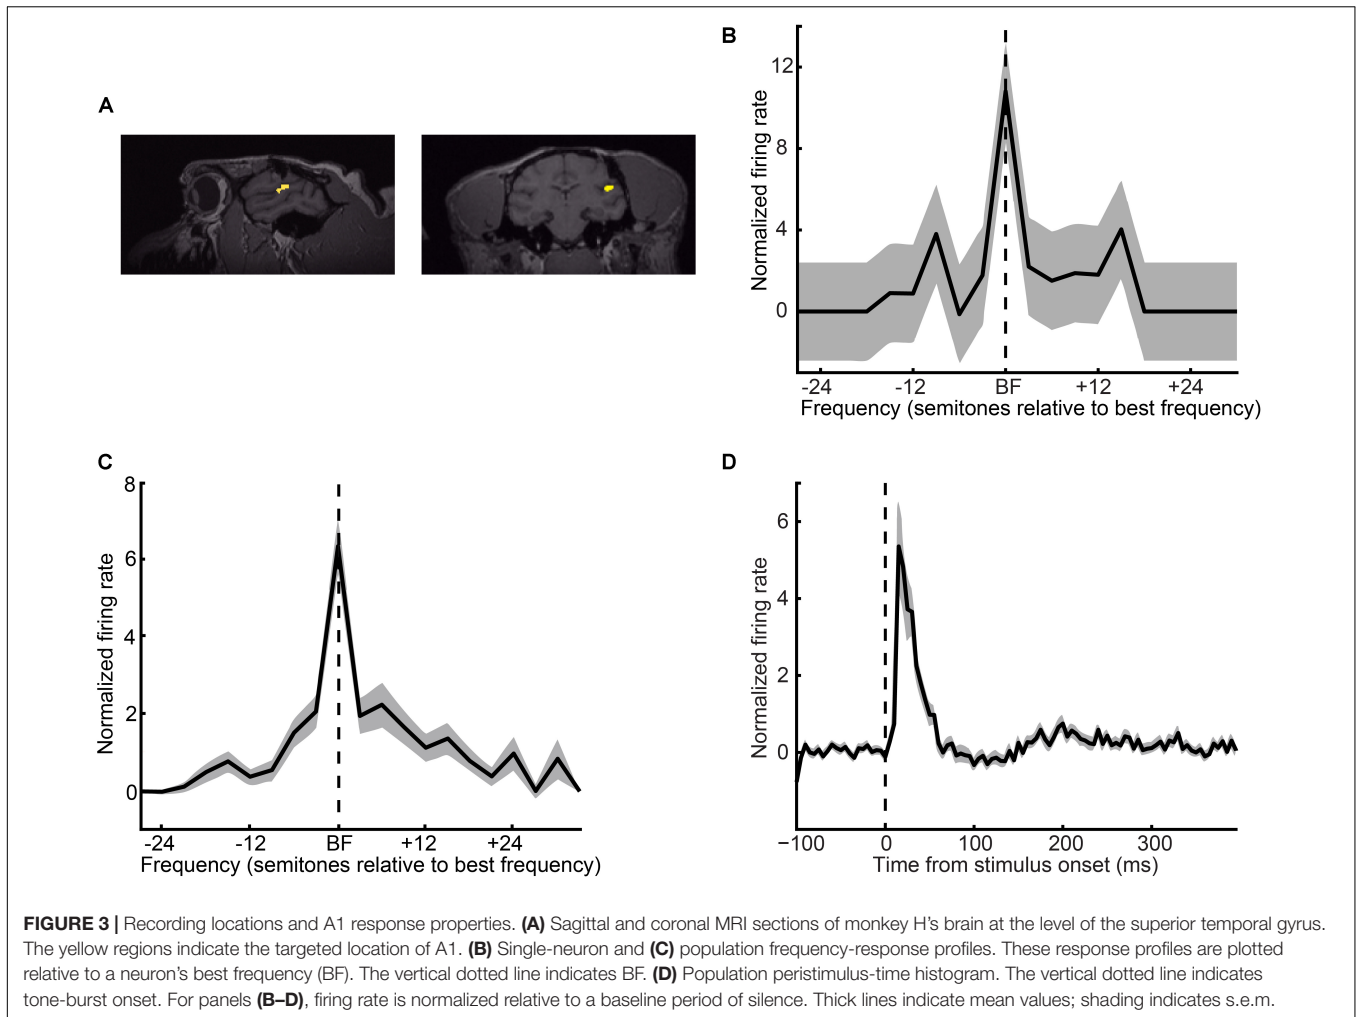 A
B
12
8
4
0
Normalized firing rate
-24 -12 BF +12 +24
Frequency (semitones relative to best frequency)
C
8
6
4
2
0
Normalized firing rate
-24 -12 BF +12 +24
Frequency (semitones relative to best frequency)
D
6
4
2
0
Normalized firing rate
−100 0 100 200 300
Time from stimulus onset (ms)
FIGURE 3 | Recording locations and A1 response properties. (A) Sagittal and coronal MRI sections of monkey H's brain at the level of the superior temporal gyrus.
The yellow regions indicate the targeted location of A1. (B) Single-neuron and (C) population frequency-response profiles. These response profiles are plotted
relative to a neuron's best frequency (BF). The vertical dotted line indicates BF. (D) Population peristimulus-time histogram. The vertical dotted line indicates
tone-burst onset. For panels (B–D), firing rate is normalized relative to a baseline period of silence. Thick lines indicate mean values; shading indicates s.e.m.